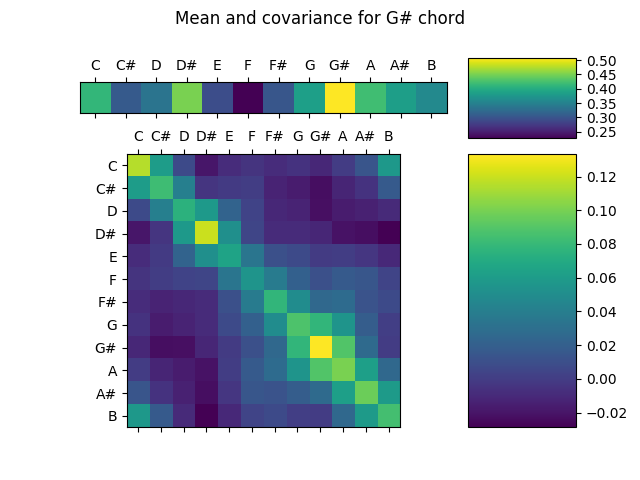 Mean and covariance for G# chord
C C# D D# E F F# G G# A A# B
0.50
0.45
0.40
0.35
0.30
0.25
C C# D D# E F F# G G# A A# B
C
C#
D
D#
E
F
F#
G
G#
A
A#
B
0.12
0.10
0.08
0.06
0.04
0.02
0.00
−0.02